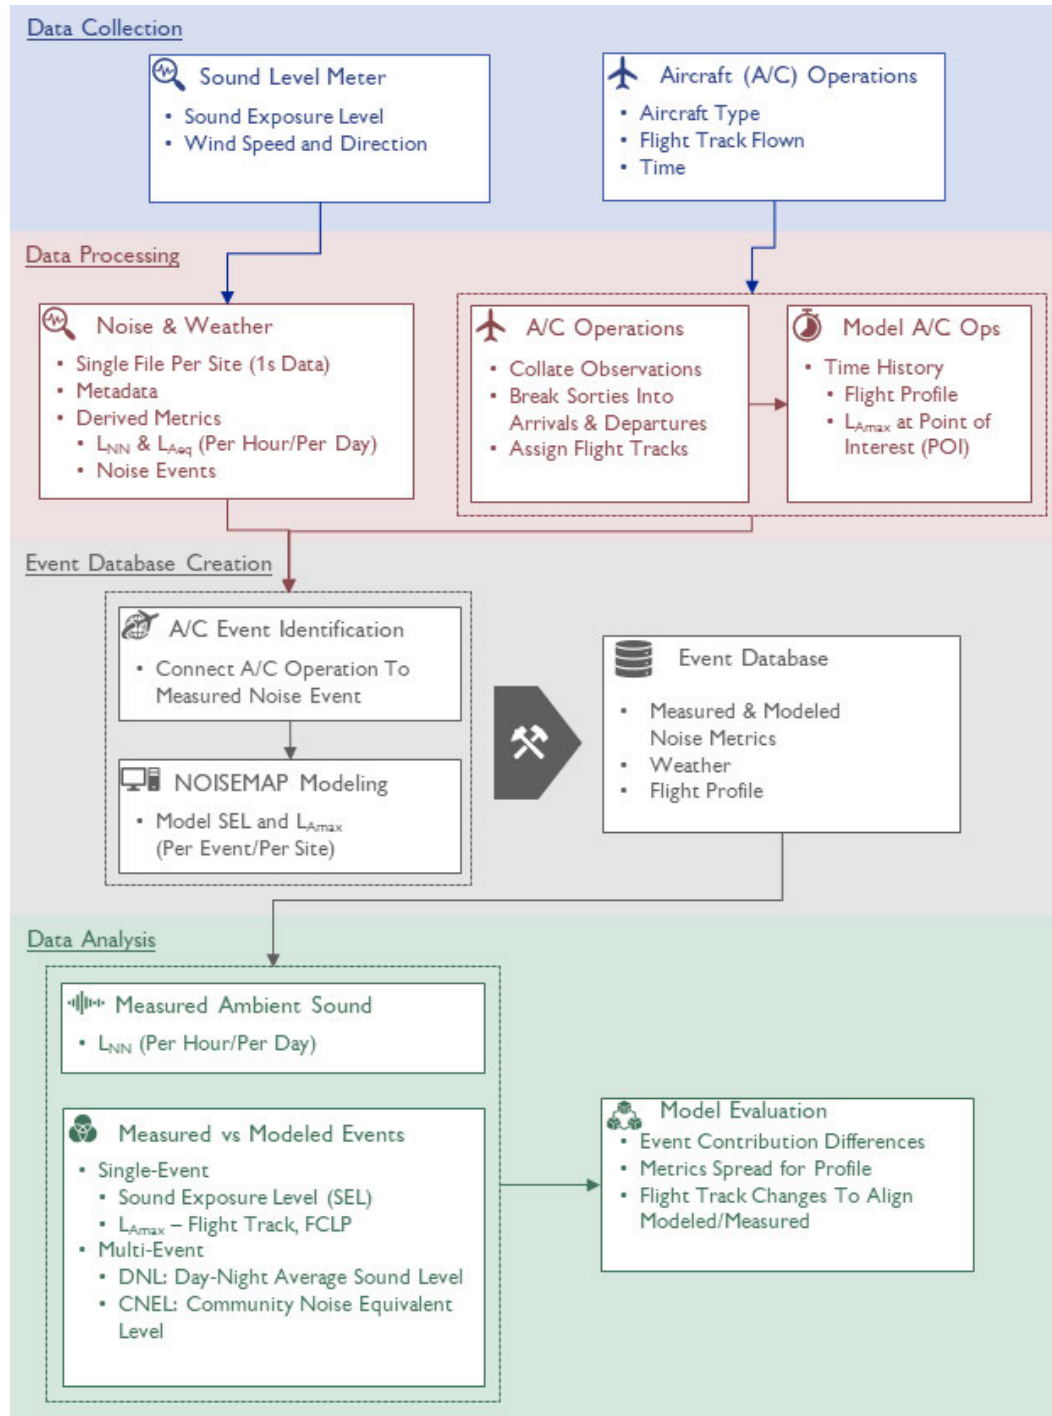 Data Collection
Sound Level Meter
• Sound Exposure Level
• Wind Speed and Direction
Aircraft (A/C) Operations
• Aircraft Type
• Flight Track Flown
• Time
Data Processing
Noise & Weather
• Single File Per Site (1s Data)
• Metadata
• Derived Metrics
• LNN & LAeq (Per Hour/Per Day)
• Noise Events
A/C Operations
• Collate Observations
• Break Sorties Into
Arrivals & Departures
• Assign Flight Tracks
Model A/C Ops
• Time History
• Flight Profile
• LAmax at Point of
Interest (POI)
Event Database Creation
A/C Event Identification
• Connect A/C Operation To
Measured Noise Event
NOISEMAP Modeling
• Model SEL and LAmax
(Per Event/Per Site)
Event Database
• Measured & Modeled
Noise Metrics
• Weather
• Flight Profile
Data Analysis
Measured Ambient Sound
• LNN (Per Hour/Per Day)
Measured vs Modeled Events
• Single-Event
• Sound Exposure Level (SEL)
• LAmax – Flight Track, FCLP
• Multi-Event
• DNL: Day-Night Average Sound Level
• CNEL: Community Noise Equivalent
Level
Model Evaluation
• Event Contribution Differences
• Metrics Spread for Profile
• Flight Track Changes To Align
Modeled/Measured